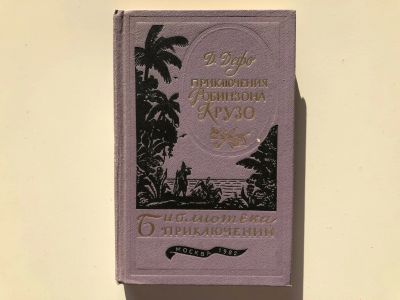 Д. Дефо
ПРИКЛЮЧЕНИЯ
РОБИНЗОНА
КРУЗО
Библиотека
ПРИКЛЮЧЕНИЙ
МОСКВА 1982